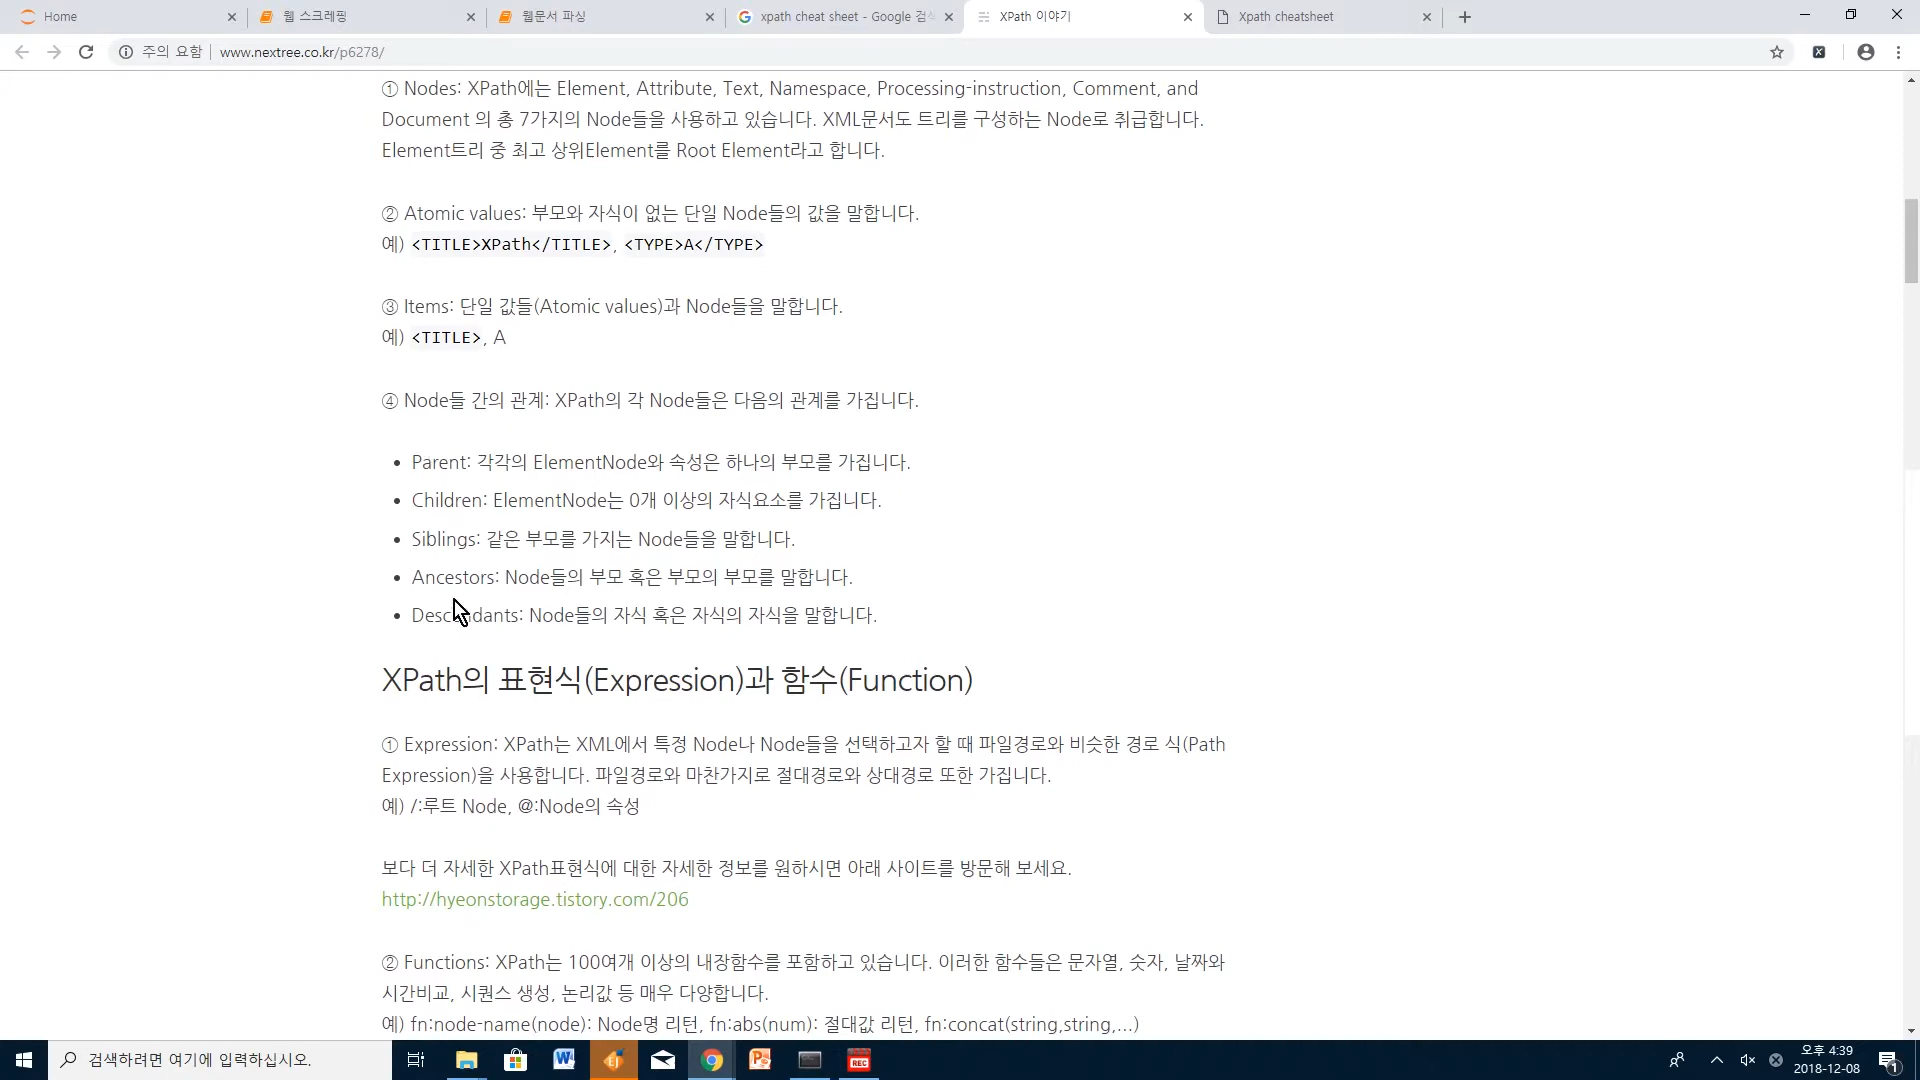 Home
웹 스크레핑
웹문서 파싱
xpath cheat sheet - Google 검색
XPath 이야기
Xpath cheatsheet
주의 요함 | www.nextree.co.kr/p6278/
① Nodes: XPath에는 Element, Attribute, Text, Namespace, Processing-instruction, Comment, and
Document 의 총 7가지의 Node들을 사용하고 있습니다. XML문서도 트리를 구성하는 Node로 취급합니다.
Element트리 중 최고 상위Element를 Root Element라고 합니다.
② Atomic values: 부모와 자식이 없는 단일 Node들의 값을 말합니다.
예) <TITLE>XPath</TITLE>, <TYPE>A</TYPE>
③ Items: 단일 값들(Atomic values)과 Node들을 말합니다.
예) <TITLE>, A
④ Node들 간의 관계: XPath의 각 Node들은 다음의 관계를 가집니다.
• Parent: 각각의 ElementNode와 속성은 하나의 부모를 가집니다.
• Children: ElementNode는 0개 이상의 자식요소를 가집니다.
• Siblings: 같은 부모를 가지는 Node들을 말합니다.
• Ancestors: Node들의 부모 혹은 부모의 부모를 말합니다.
• Descendants: Node들의 자식 혹은 자식의 자식을 말합니다.
XPath의 표현식(Expression)과 함수(Function)
① Expression: XPath는 XML에서 특정 Node나 Node들을 선택하고자 할 때 파일경로와 비슷한 경로 식(Path
Expression)을 사용합니다. 파일경로와 마찬가지로 절대경로와 상대경로 또한 가집니다.
예) /:루트 Node, @:Node의 속성
보다 더 자세한 XPath표현식에 대한 자세한 정보를 원하시면 아래 사이트를 방문해 보세요.
http://hyeonstorage.tistory.com/206
② Functions: XPath는 100여개 이상의 내장함수를 포함하고 있습니다. 이러한 함수들은 문자열, 숫자, 날짜와
시간비교, 시퀀스 생성, 논리값 등 매우 다양합니다.
예) fn:node-name(node): Node명 리턴, fn:abs(num): 절대값 리턴, fn:concat(string,string,...)
검색하려면 여기에 입력하십시오.
REC
오후 4:39
2018-12-08
1